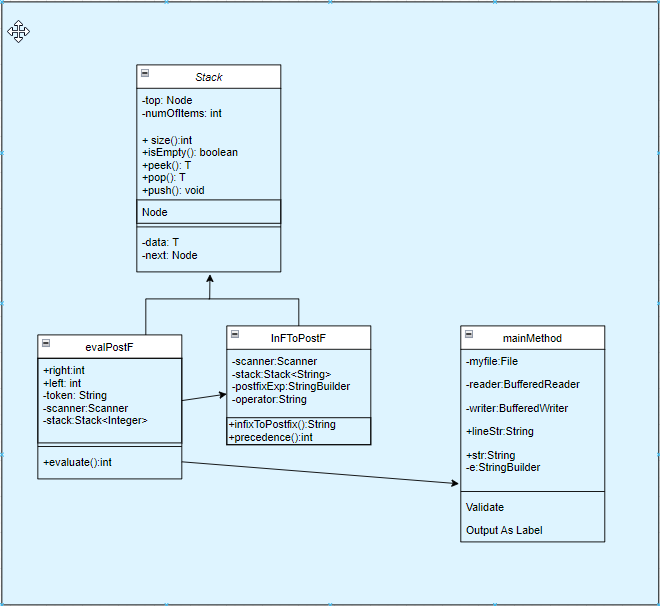 Stack
-top: Node
-numOfItems: int
+ size():int
+isEmpty(): boolean
+peek(): T
+pop(): T
+push(): void
Node
-data: T
-next: Node
evalPostF
+right:int
+left: int
-token: String
-scanner:Scanner
-stack:Stack<Integer>
+evaluate():int
InFToPostF
-scanner:Scanner
-stack:Stack<String>
-postfixExp:StringBuilder
-operator:String
+infixToPostfix():String
+precedence():int
mainMethod
-myfile:File
-reader:BufferedReader
-writer:BufferedWriter
+lineStr:String
+str:String
-e:StringBuilder
Validate
Output As Label